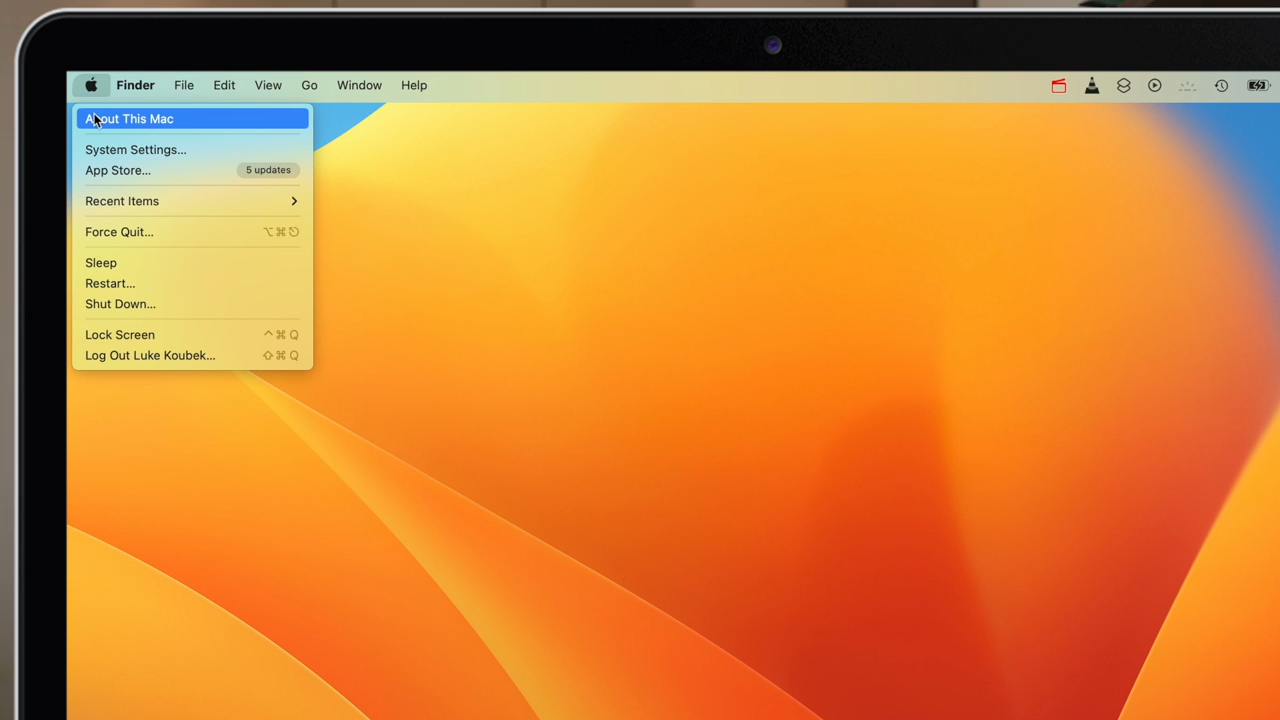 Finder File Edit View Go Window Help
About This Mac
System Settings...
App Store... 5 updates
Recent Items
Force Quit... ⌥⌘⎋
Sleep
Restart...
Shut Down...
Lock Screen ^⌘Q
Log Out Luke Koubek... ⇧⌘Q